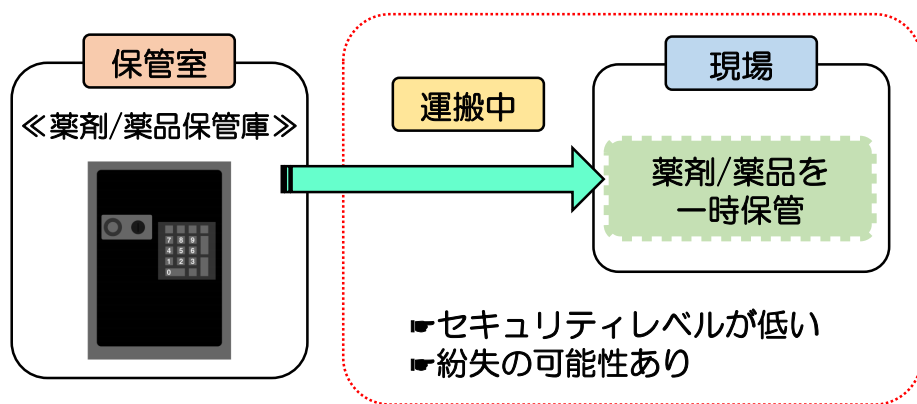 保管室
≪薬剤/薬品保管庫≫
7 8 9
4 5 6
1 2 3
0
運搬中
現場
薬剤/薬品を
一時保管
☛セキュリティレベルが低い
☛紛失の可能性あり